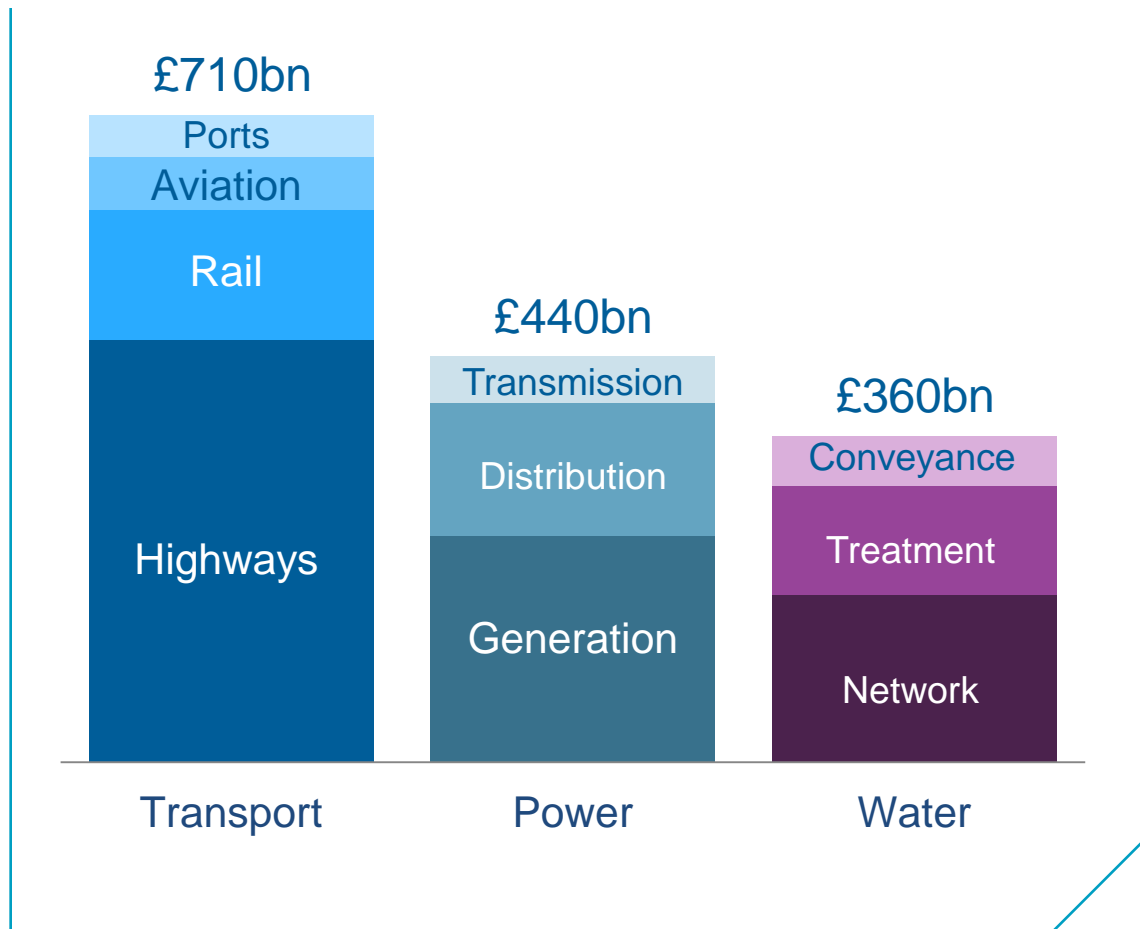 £710bn
Ports
Aviation
Rail
Highways
£440bn
Transmission
Distribution
Generation
£360bn
Conveyance
Treatment
Network
Transport
Power
Water